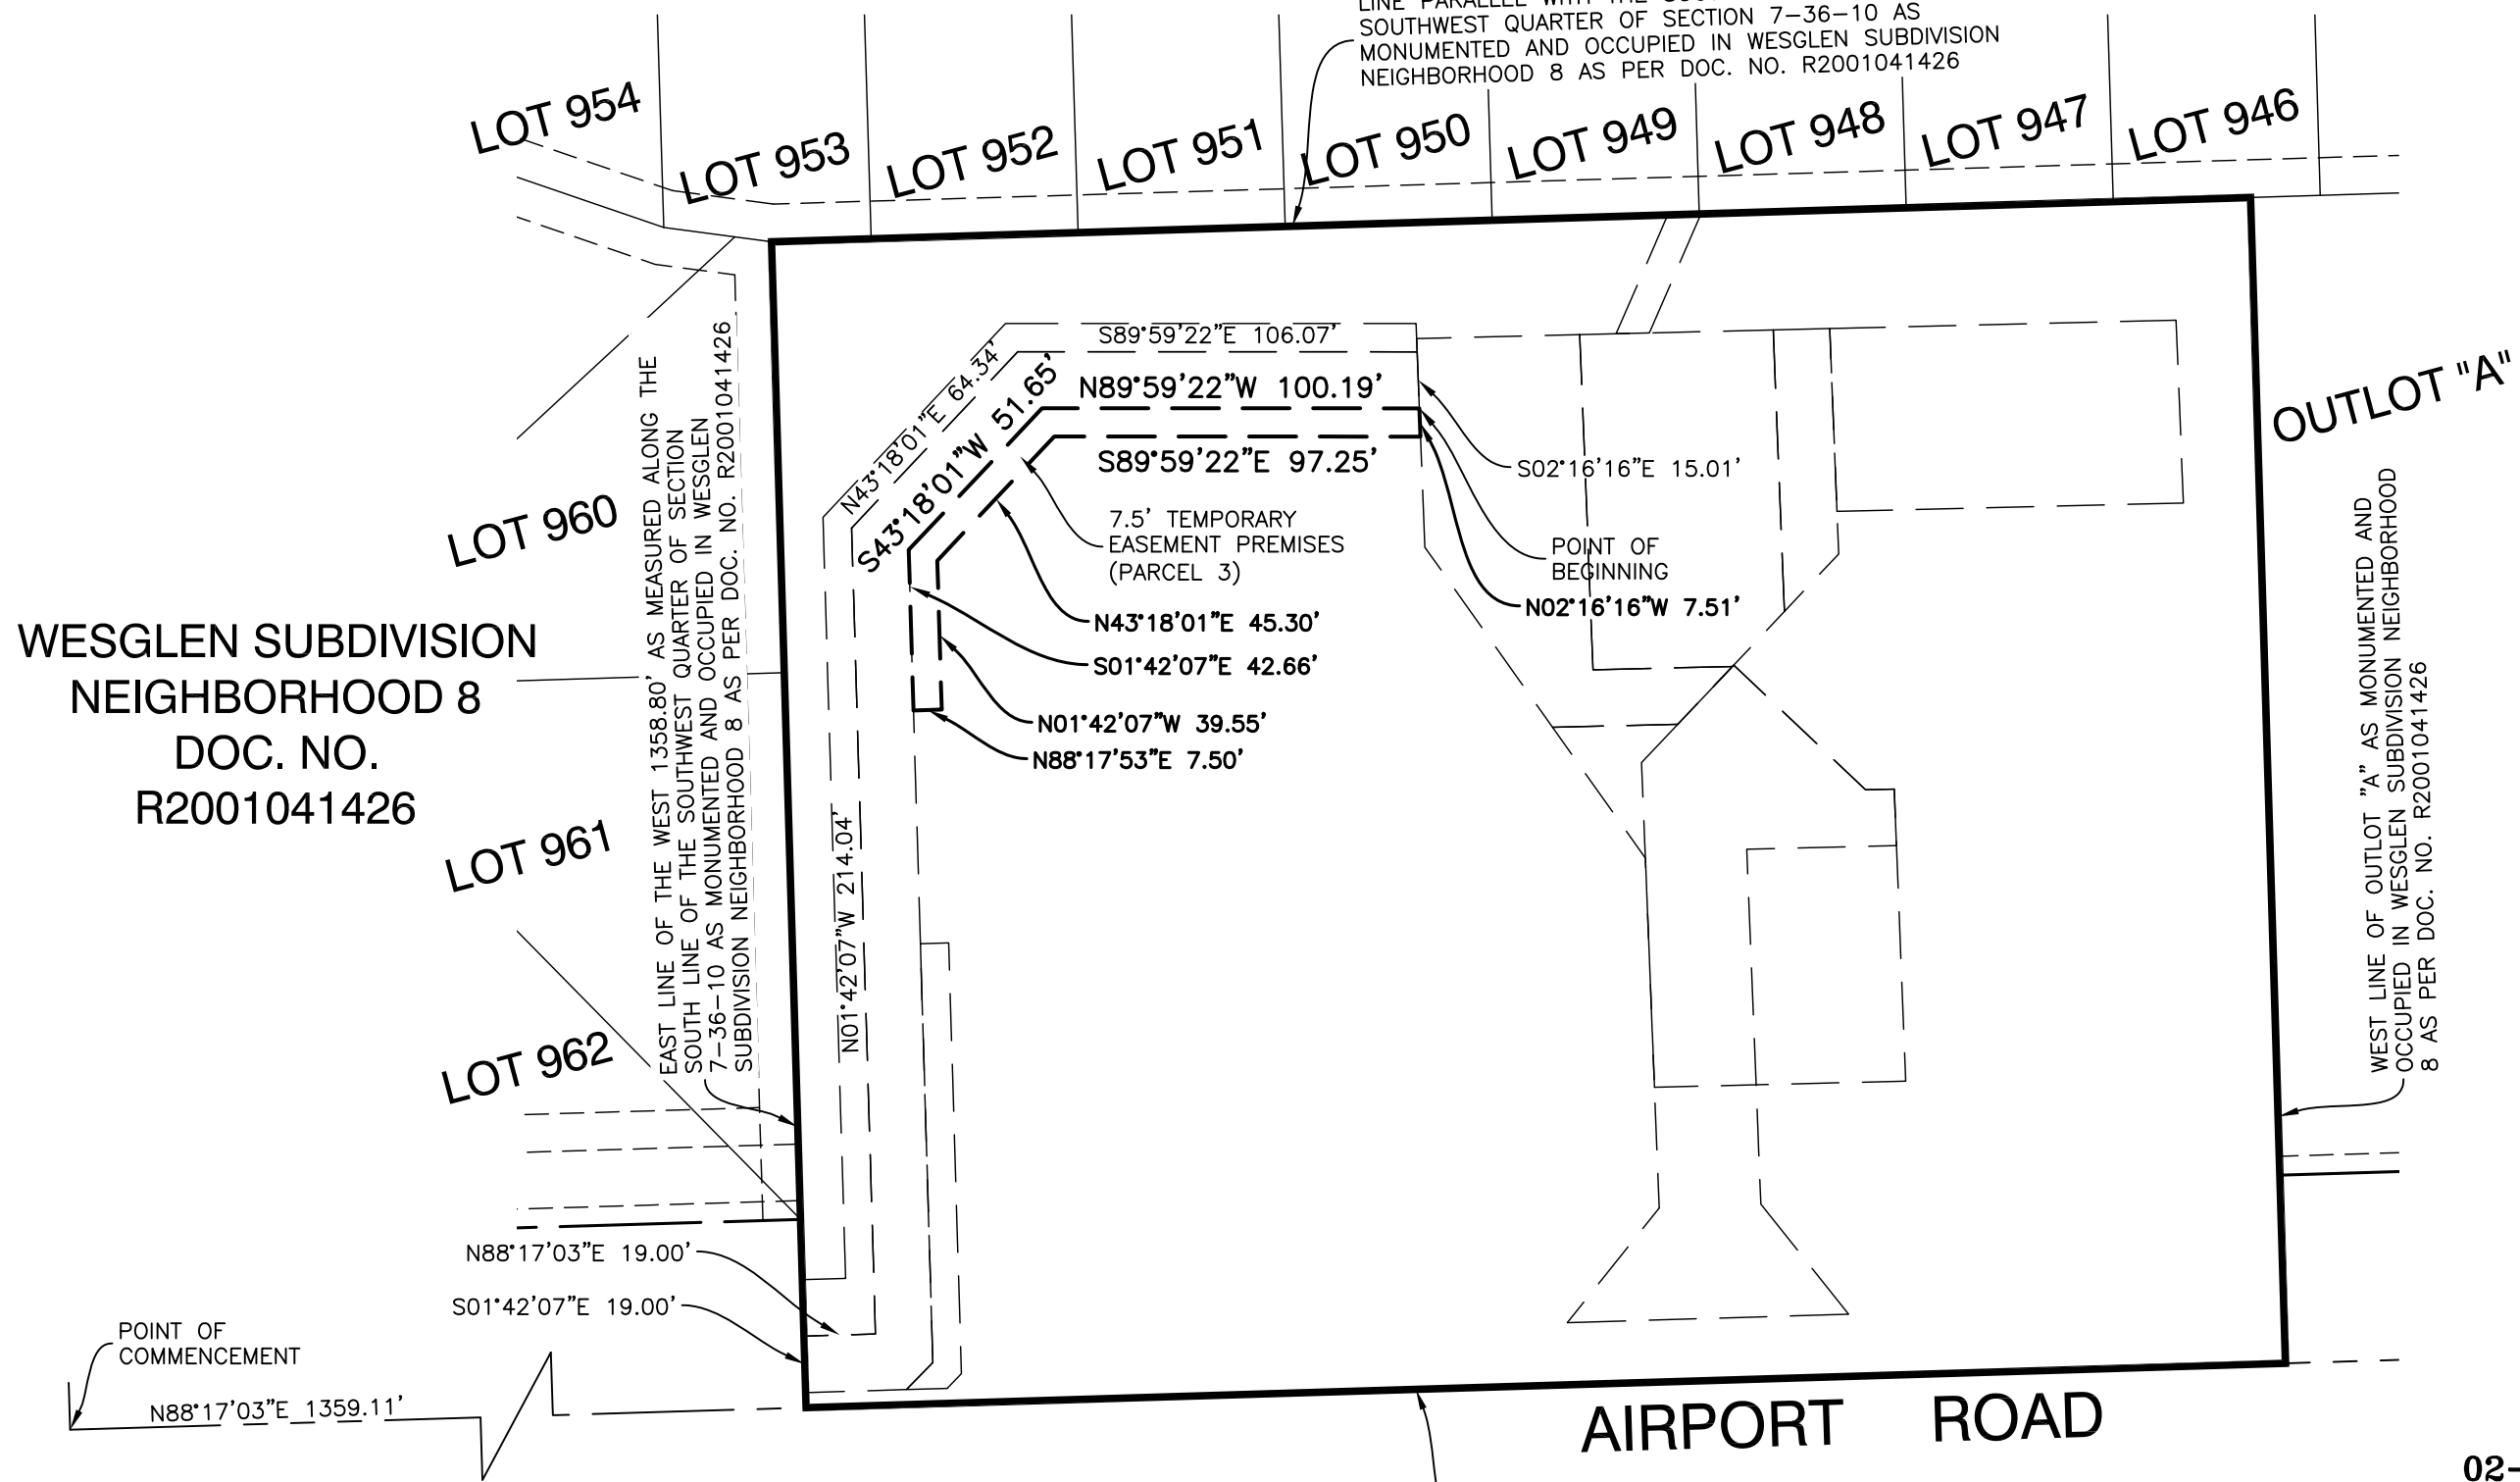 SOUTHWEST QUARTER OF SECTION 7-36-10 AS
MONUMENTED AND OCCUPIED IN WESGLEN SUBDIVISION
NEIGHBORHOOD 8 AS PER DOC. NO. R2001041426
LOT 954
LOT 953
LOT 952
LOT 951
LOT 950
LOT 949
LOT 948
LOT 947
LOT 946
S89°59'22"E 106.07'
N43°18'01"E 64.34'
S43°18'01"W 51.65'
N89°59'22"W 100.19'
S89°59'22"E 97.25'
S02°16'16"E 15.01'
7.5' TEMPORARY
EASEMENT PREMISES
(PARCEL 3)
POINT OF
BEGINNING
N02°16'16"W 7.51'
N43°18'01"E 45.30'
S01°42'07"E 42.66'
N01°42'07"W 39.55'
N88°17'53"E 7.50'
OUTLOT "A"
LOT 960
WESGLEN SUBDIVISION
NEIGHBORHOOD 8
DOC. NO.
R2001041426
LOT 961
LOT 962
EAST LINE OF THE WEST 1358.80' AS MEASURED ALONG THE
SOUTH LINE OF THE SOUTHWEST QUARTER OF SECTION
7-36-10 AS MONUMENTED AND OCCUPIED IN WESGLEN
SUBDIVISION NEIGHBORHOOD 8 AS PER DOC. NO. R2001041426
N01°42'07"W 214.04'
WEST LINE OF OUTLOT "A" AS MONUMENTED AND
OCCUPIED IN WESGLEN SUBDIVISION NEIGHBORHOOD
8 AS PER DOC. NO. R2001041426
N88°17'03"E 19.00'
S01°42'07"E 19.00'
POINT OF
COMMENCEMENT
N88°17'03"E 1359.11'
AIRPORT ROAD
02-